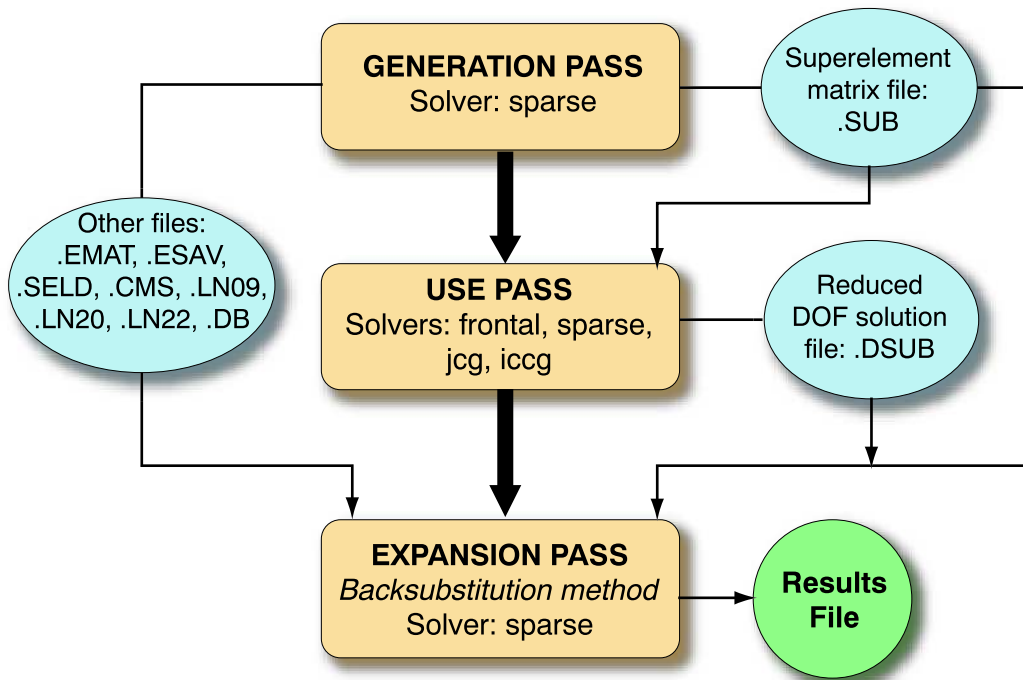 GENERATION PASS
Solver: sparse
Superelement
matrix file:
.SUB
Other files:
.EMAT, .ESAV,
.SELD, .CMS, .LN09,
.LN20, .LN22, .DB
USE PASS
Solvers: frontal, sparse,
jcg, iccg
Reduced
DOF solution
file: .DSUB
EXPANSION PASS
Backsubstitution method
Solver: sparse
Results
File